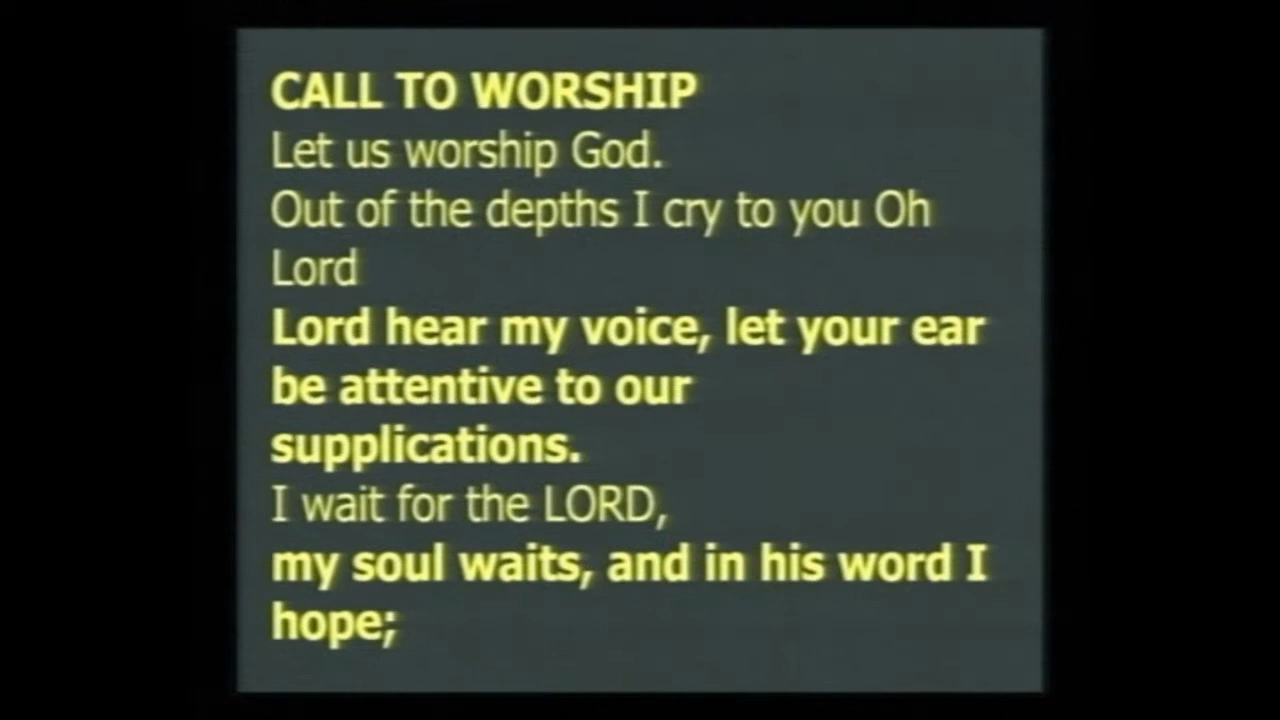 CALL TO WORSHIP
Let us worship God.
Out of the depths I cry to you Oh
Lord
Lord hear my voice, let your ear
be attentive to our
supplications.
I wait for the LORD,
my soul waits, and in his word I
hope;